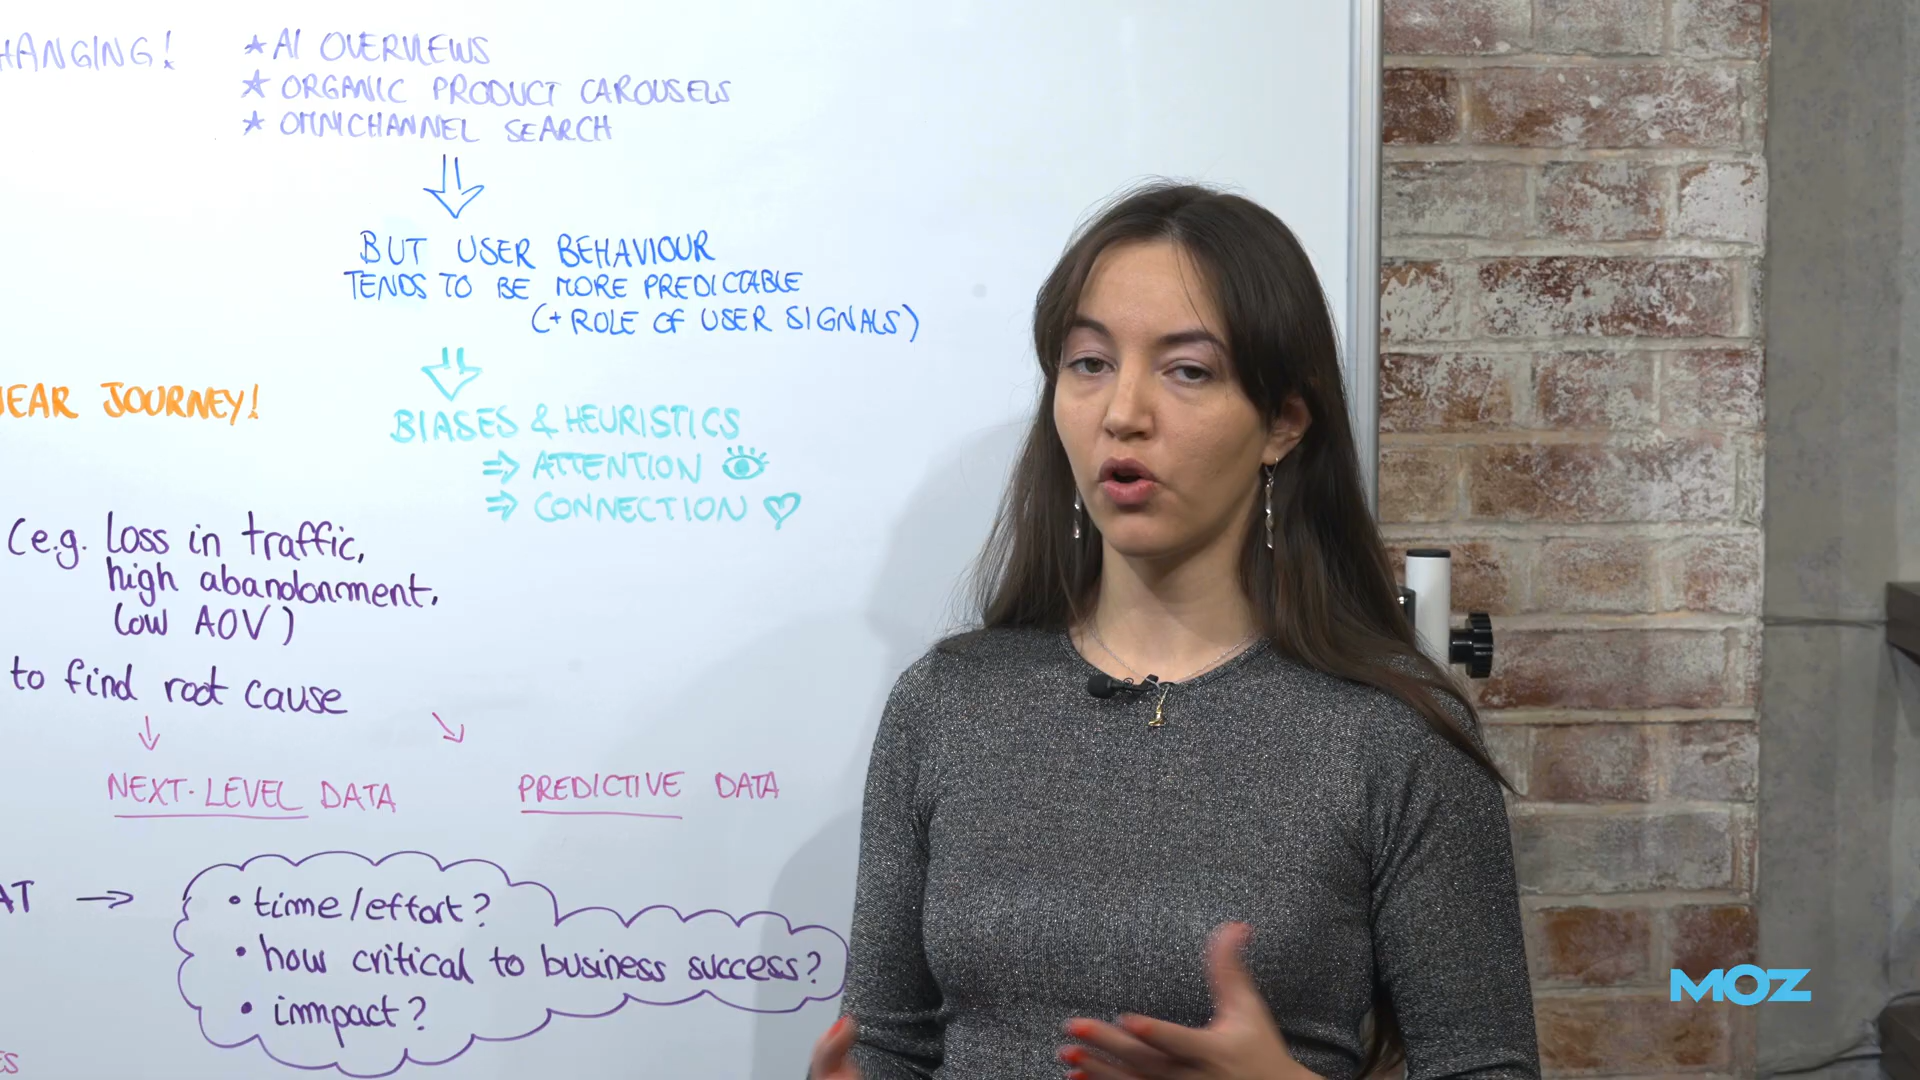 HANGING!
★ AI OVERVIEWS
★ ORGANIC PRODUCT CAROUSELS
★ OMNICHANNEL SEARCH
BUT USER BEHAVIOUR
TENDS TO BE MORE PREDICTABLE
(+ ROLE OF USER SIGNALS)
EAR JOURNEY!
BIASES & HEURISTICS
⇒ ATTENTION
⇒ CONNECTION
(e.g. loss in traffic,
high abandonment,
low AOV)
to find root cause
NEXT-LEVEL DATA
PREDICTIVE DATA
AT →
• time/effort?
• how critical to business success?
• impact?
ES
MOZ